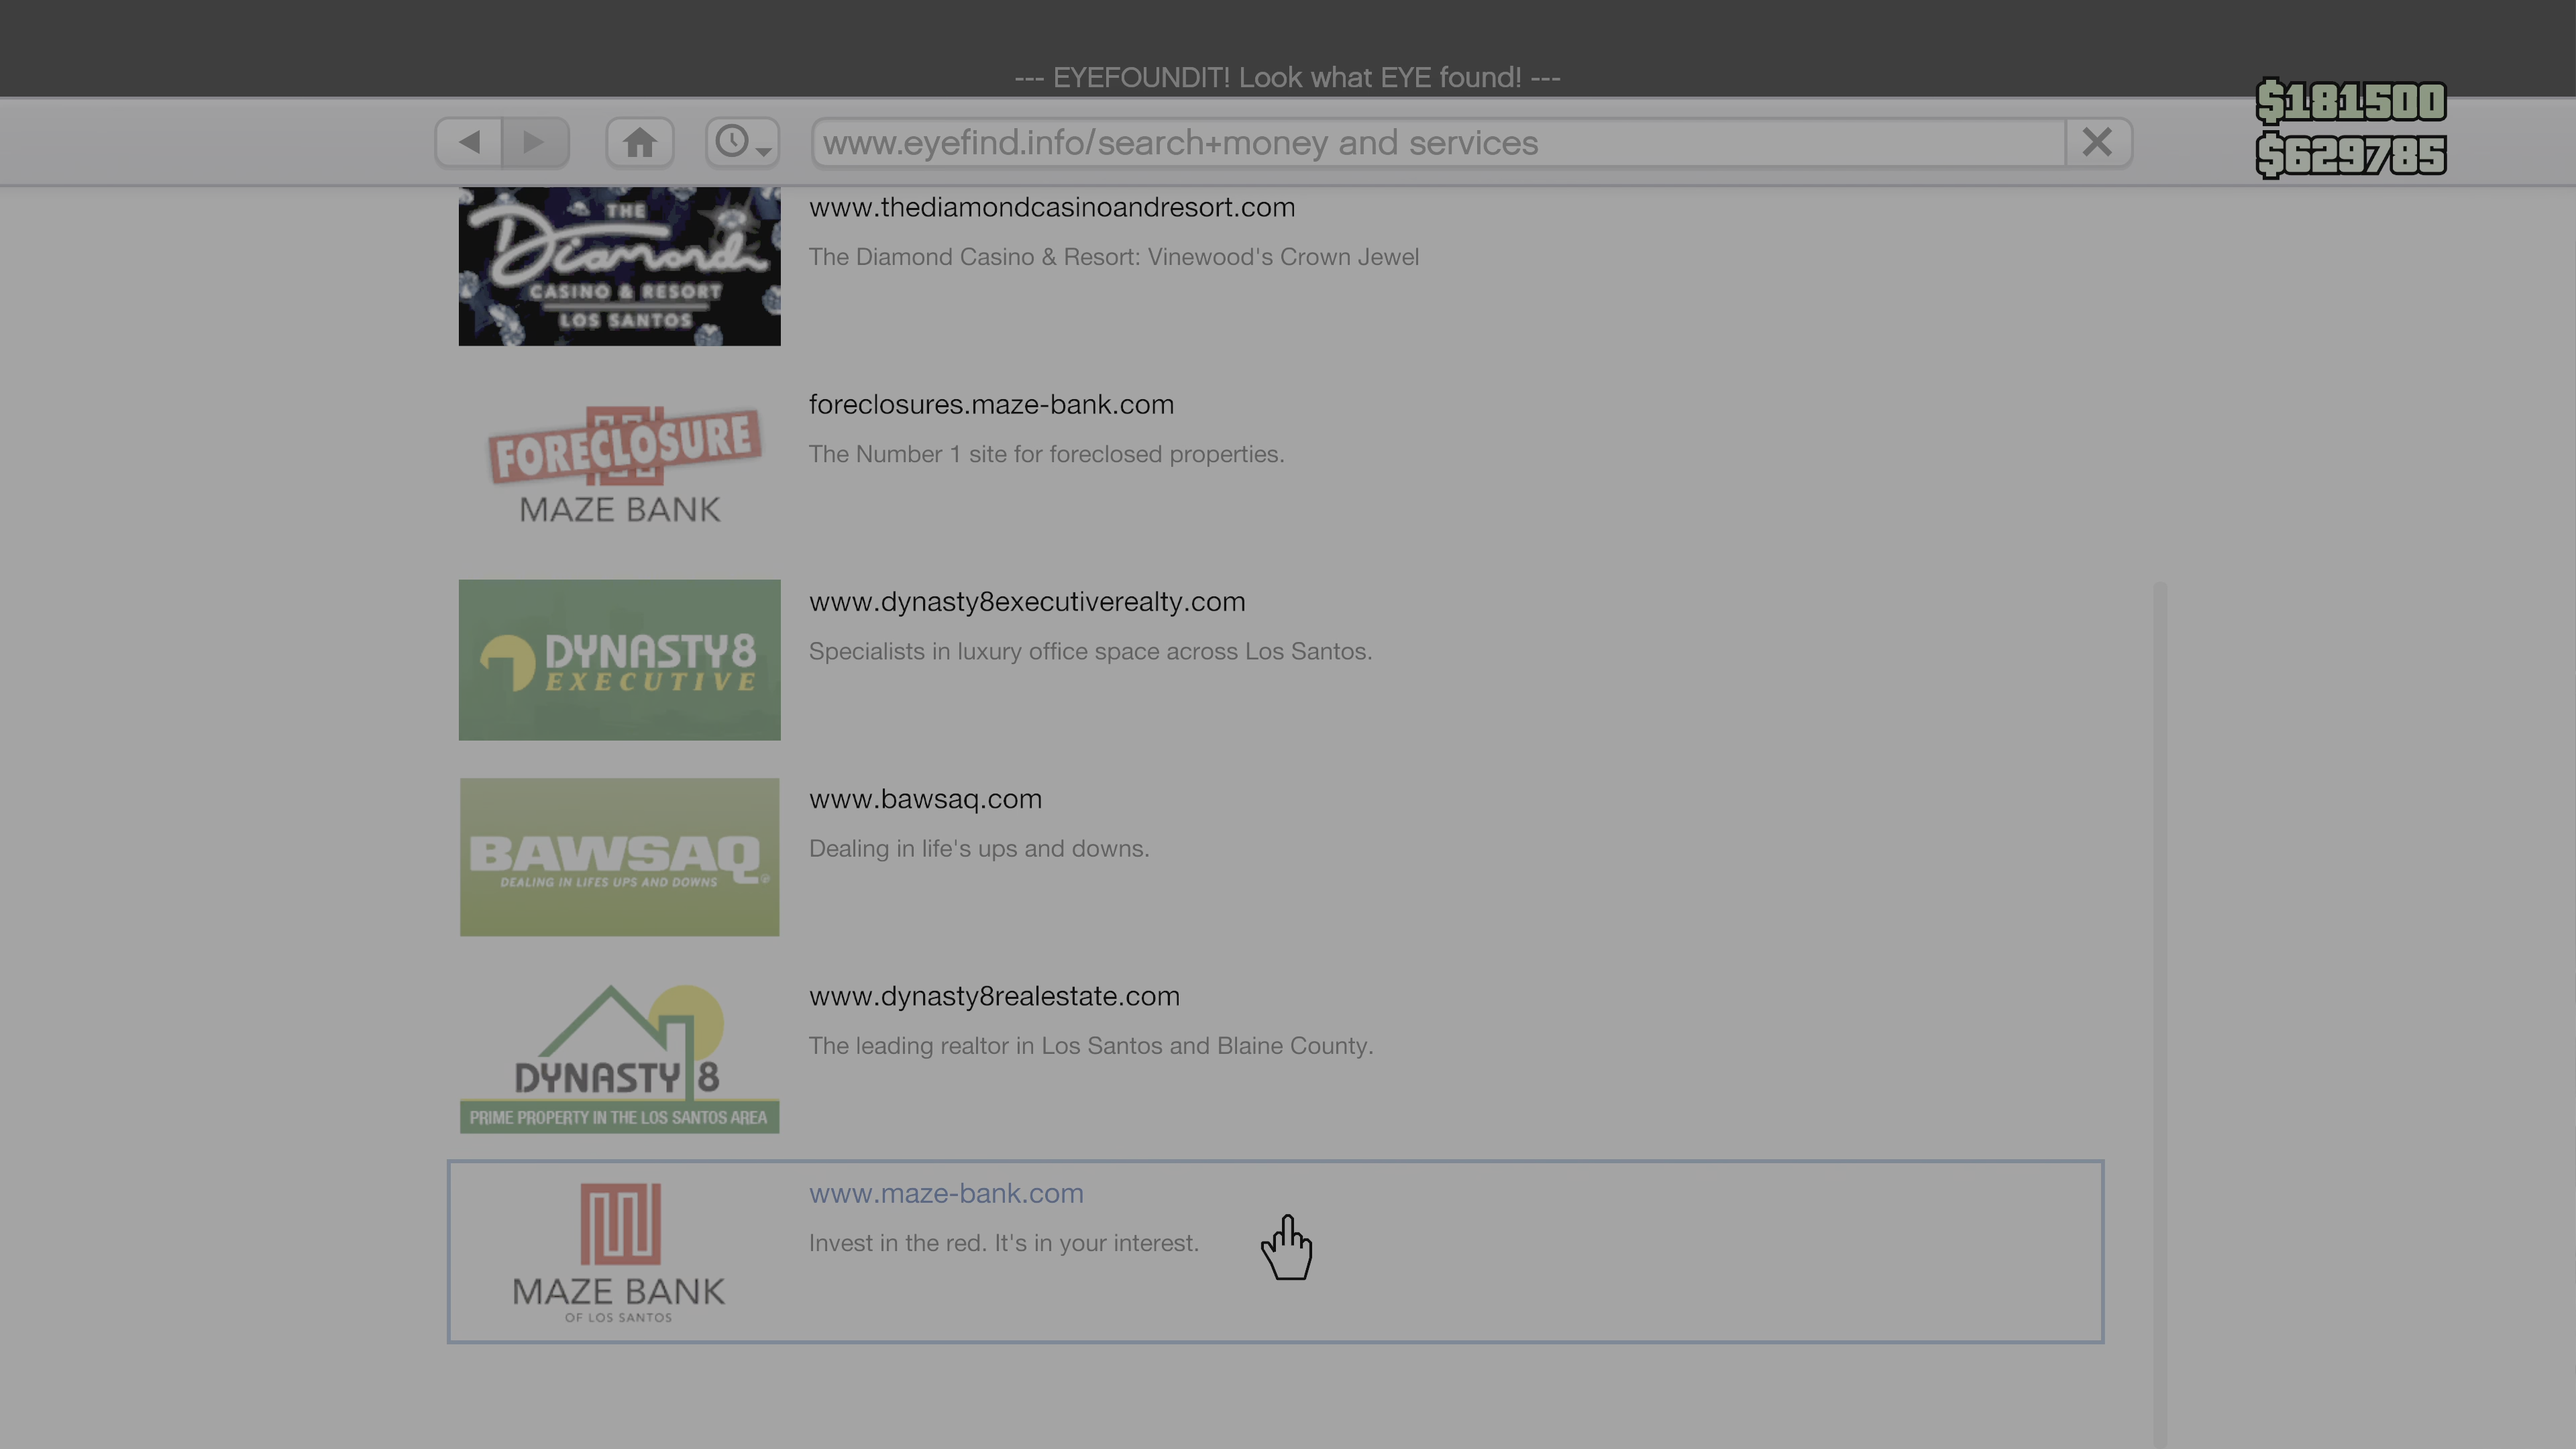 --- EYEFOUNDIT! Look what EYE found! ---
$181500
www.eyefind.info/search+money and services
$629785
THE
Diamond
CASINO & RESORT
LOS SANTOS
www.thediamondcasinoandresort.com
The Diamond Casino & Resort: Vinewood's Crown Jewel
FORECLOSURE
MAZE BANK
foreclosures.maze-bank.com
The Number 1 site for foreclosed properties.
DYNASTY8
EXECUTIVE
www.dynasty8executiverealty.com
Specialists in luxury office space across Los Santos.
BAWSAQ
DEALING IN LIFES UPS AND DOWNS
www.bawsaq.com
Dealing in life's ups and downs.
DYNASTY 8
PRIME PROPERTY IN THE LOS SANTOS AREA
www.dynasty8realestate.com
The leading realtor in Los Santos and Blaine County.
MAZE BANK
OF LOS SANTOS
www.maze-bank.com
Invest in the red. It's in your interest.